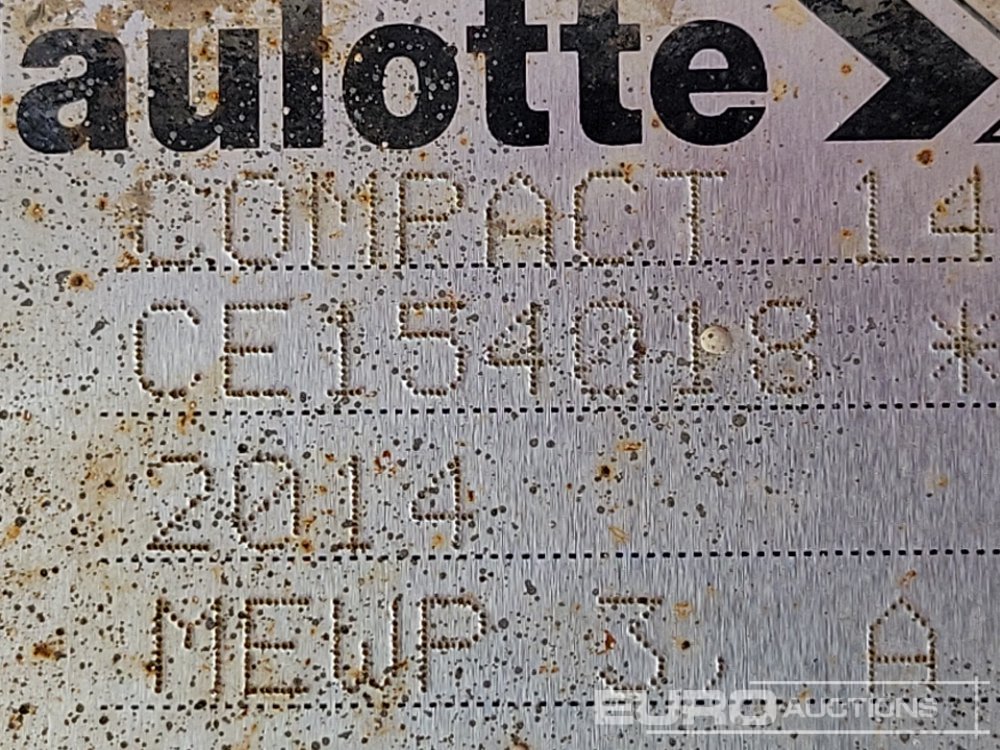 aulotte
COMPACT 14
CE154018 *
2014
MEWP 3. A
EURO AUCTIONS